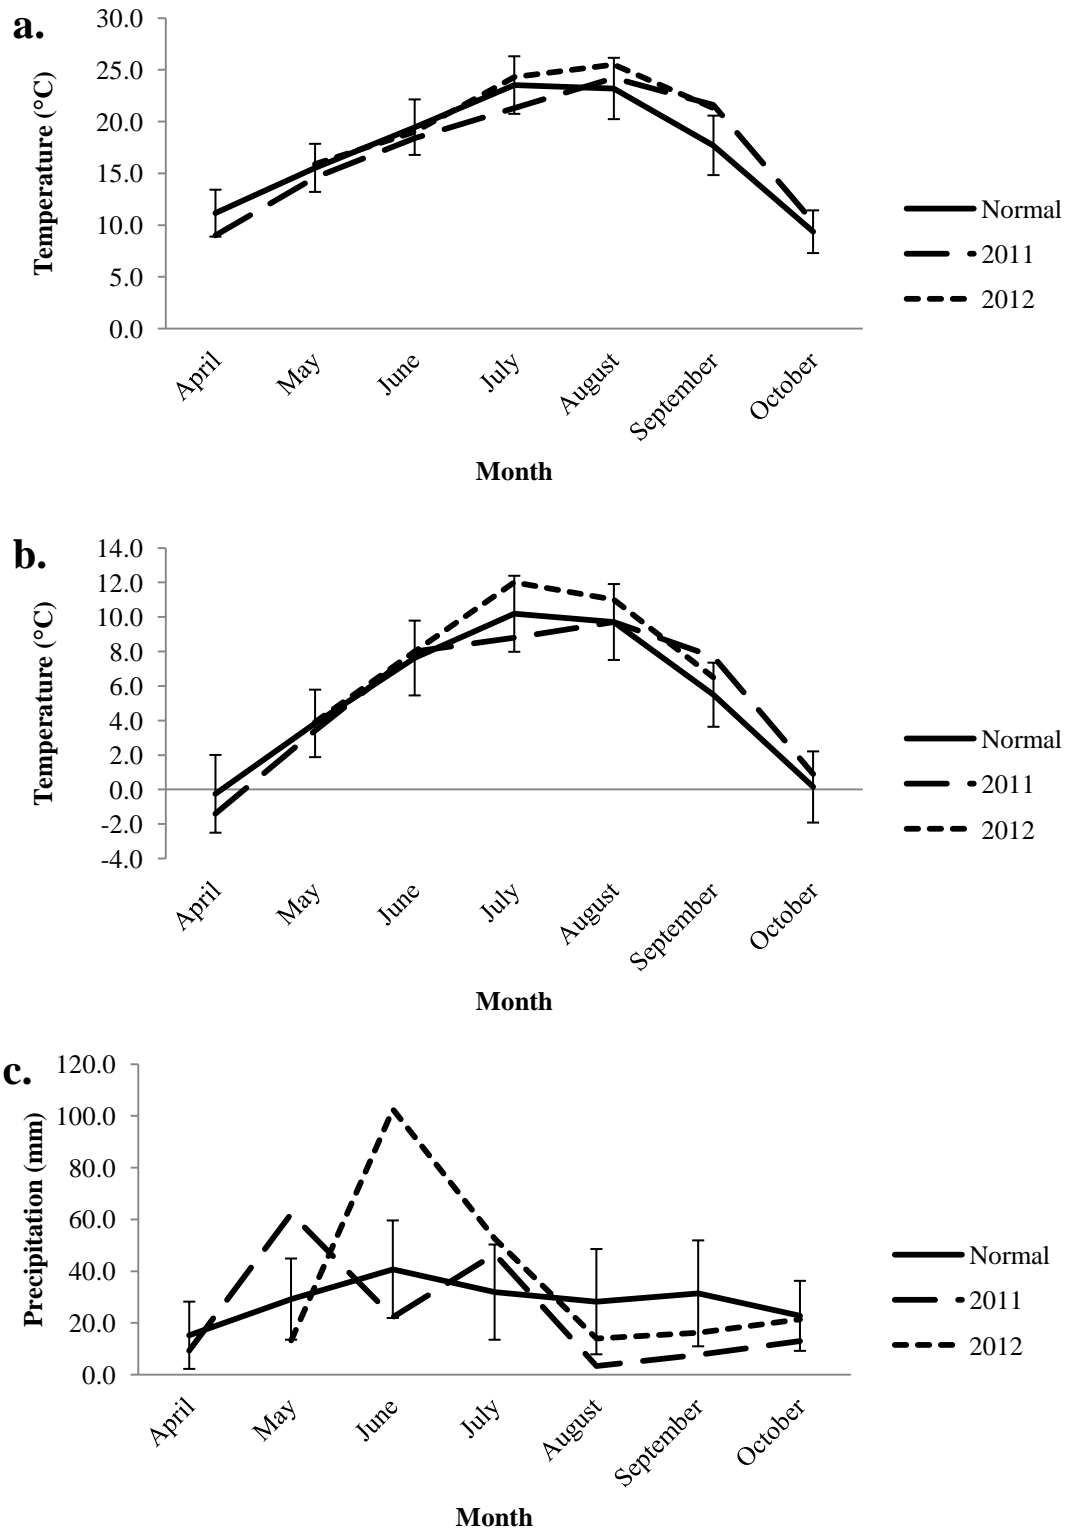 a.
Temperature (°C)
30.0
25.0
20.0
15.0
10.0
5.0
0.0
April
May
June
July
August
September
October
Month
Normal
2011
2012
b.
Temperature (°C)
14.0
12.0
10.0
8.0
6.0
4.0
2.0
0.0
-2.0
-4.0
April
May
June
July
August
September
October
Month
Normal
2011
2012
c.
Precipitation (mm)
120.0
100.0
80.0
60.0
40.0
20.0
0.0
April
May
June
July
August
September
October
Month
Normal
2011
2012